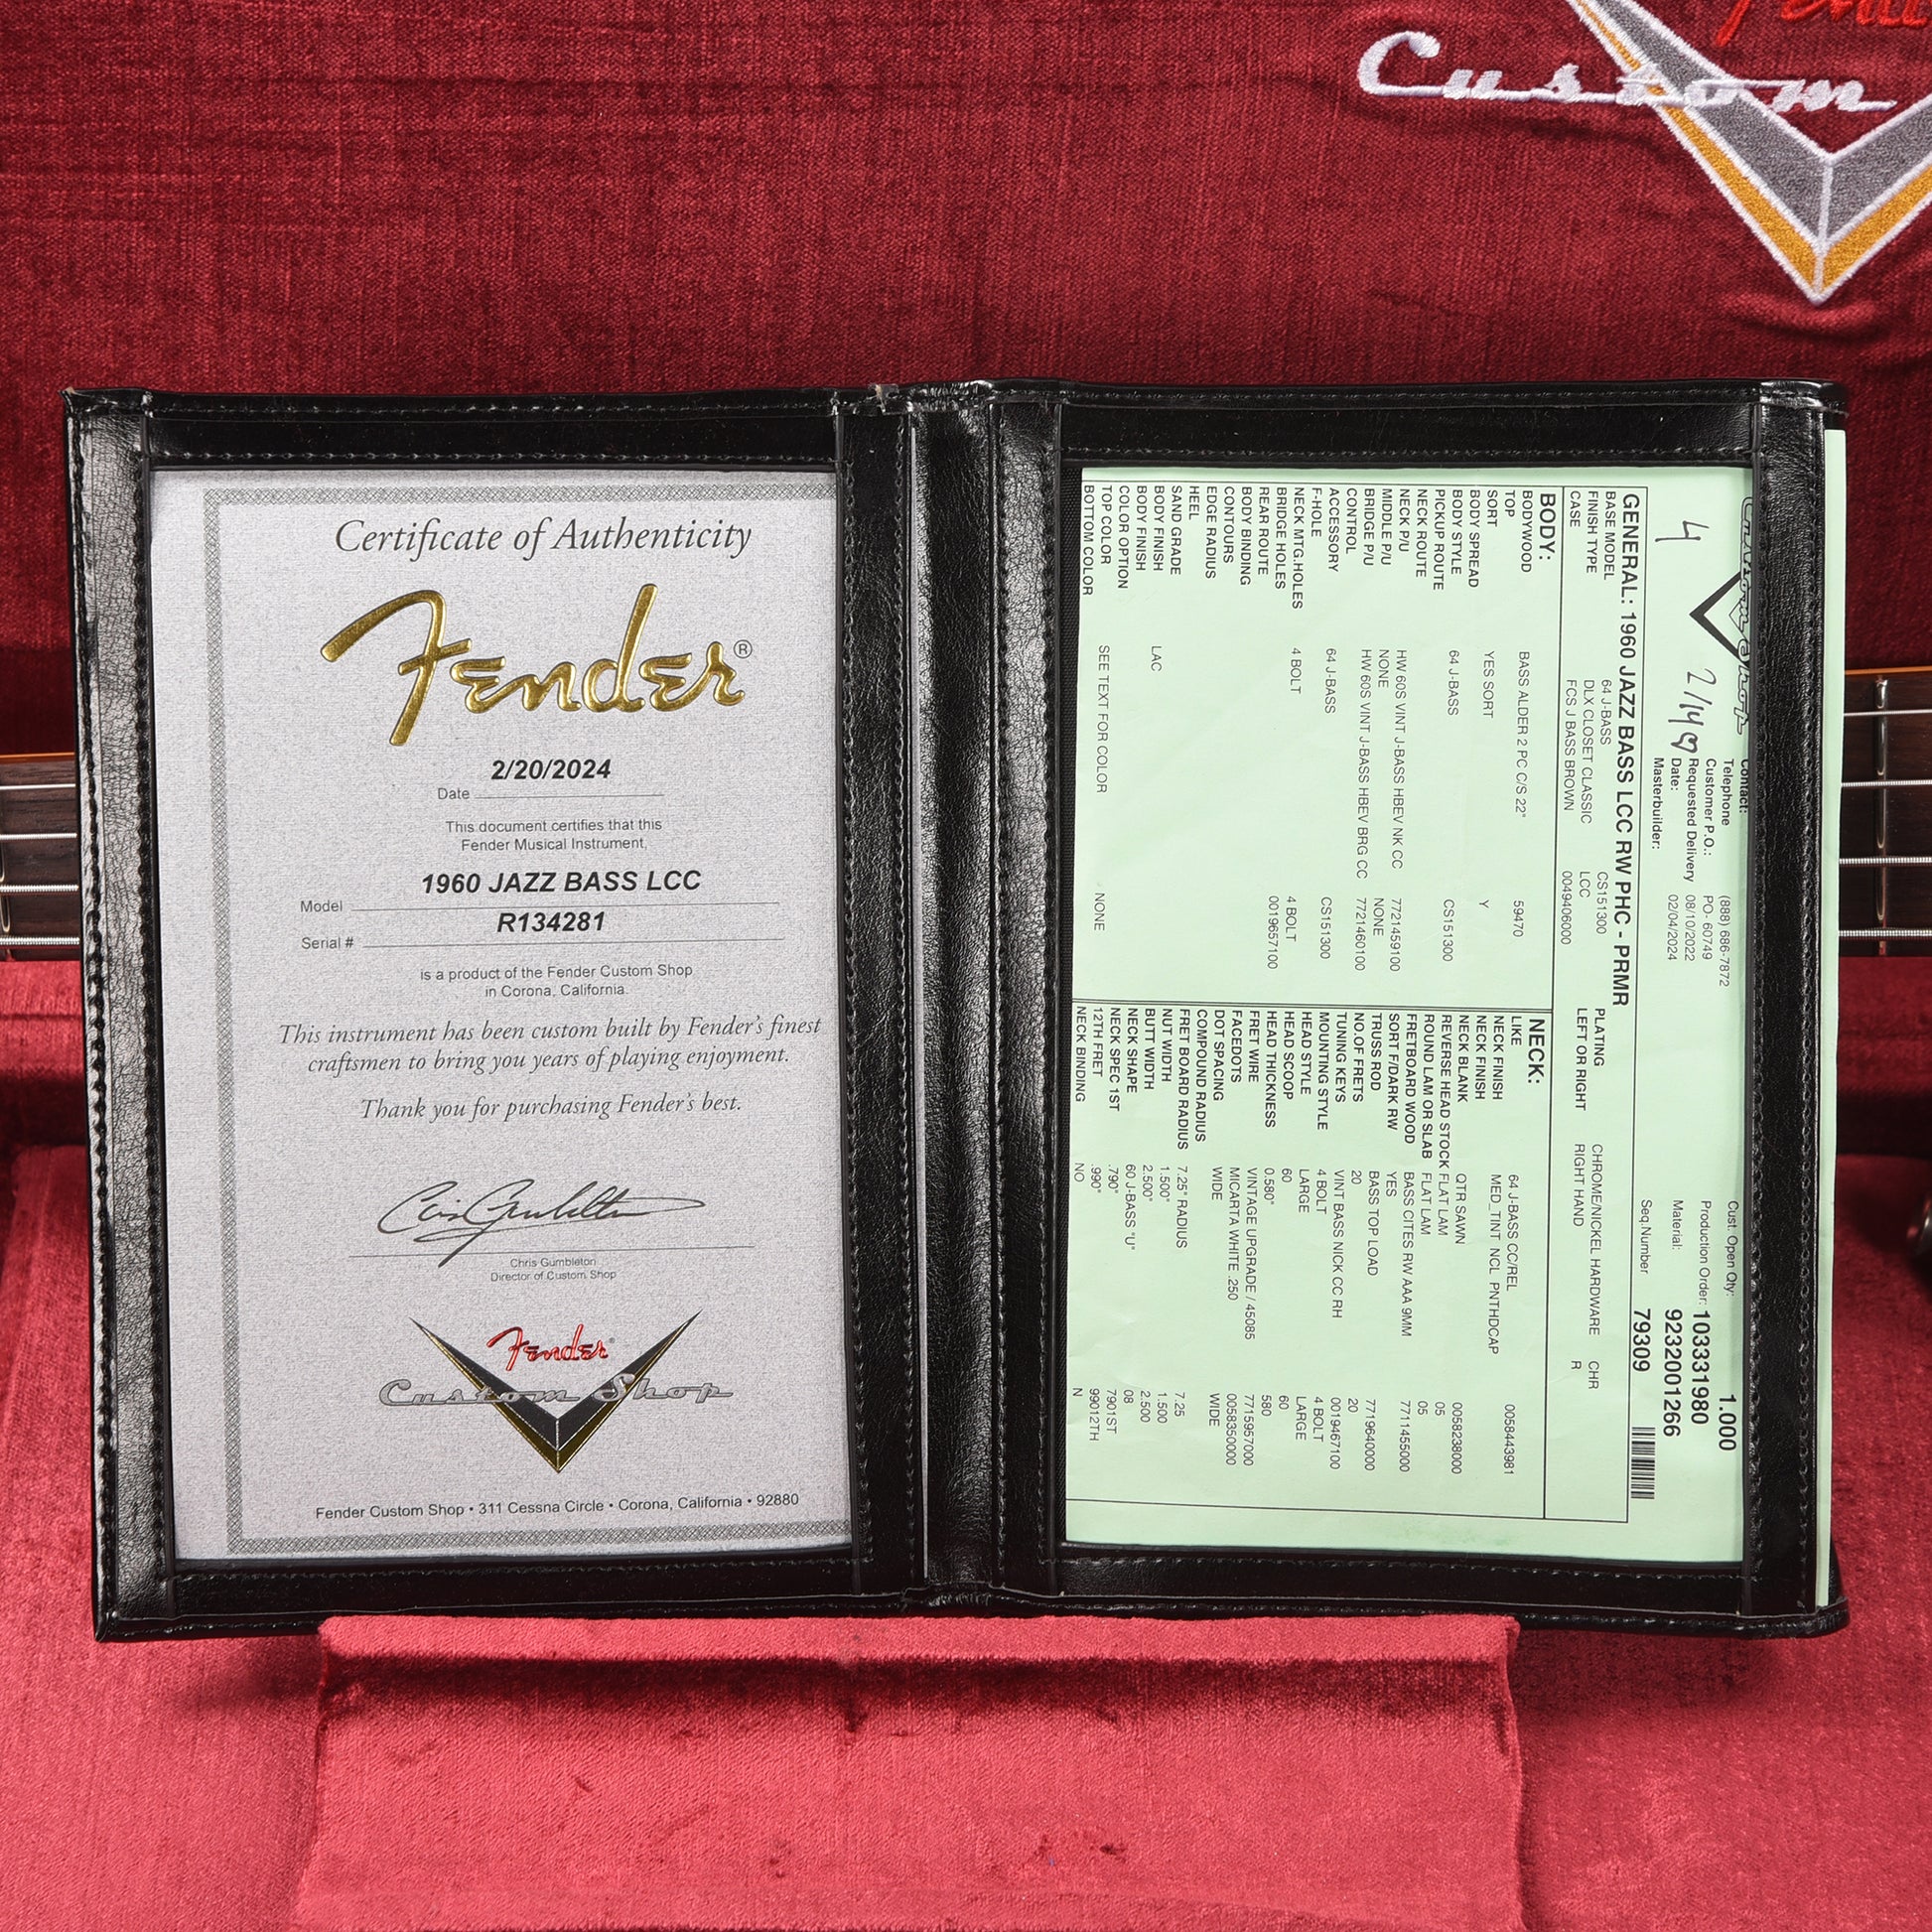 Fender
Custom
Certificate of Authenticity
Fender®
2/20/2024
Date
This document certifies that this
Fender Musical Instrument,
1960 JAZZ BASS LCC
Model
R134281
Serial #
is a product of the Fender Custom Shop
in Corona, California.
This instrument has been custom built by Fender's finest
craftsmen to bring you years of playing enjoyment.
Thank you for purchasing Fender's best.
Chris Gumbleton
Director of Custom Shop
Fender®
Custom Shop
Fender Custom Shop • 311 Cessna Circle • Corona, California • 92880
Custom Shop
4
2/14
Contact:
Telephone (888) 686-7872 Cust. Open Qty: 1.000
Customer P.O.: PO- 60749 Production Order: 103331980
Requested Delivery 08/10/2022 Material: 9232001266
Date: 02/04/2024
Masterbuilder: Seq.Number 79309
GENERAL: 1960 JAZZ BASS LCC RW PHC - PRMR
BASE MODEL 64 J-BASS CS151300 PLATING CHROME/NICKEL HARDWARE CHR
FINISH TYPE DLX CLOSET CLASSIC LCC LEFT OR RIGHT RIGHT HAND R
CASE FCS J BASS BROWN 0049406000
BODY:
BODYWOOD BASS ALDER 2 PC C/S 22" 59470
TOP
SORT YES SORT Y
BODY SPREAD
BODY STYLE 64 J-BASS CS151300
PICKUP ROUTE
NECK ROUTE
NECK P/U HW 60S VINT J-BASS HBEV NK CC 7721459100
MIDDLE P/U NONE NONE
BRIDGE P/U HW 60S VINT J-BASS HBEV BRG CC 7721460100
CONTROL
ACCESSORY 64 J-BASS CS151300
F-HOLE
NECK MTG.HOLES 4 BOLT 4 BOLT
BRIDGE HOLES 0019657100
REAR ROUTE
BODY BINDING
CONTOURS
EDGE RADIUS
HEEL
SAND GRADE
BODY FINISH LAC
BODY FINISH
COLOR OPTION
TOP COLOR SEE TEXT FOR COLOR NONE
BOTTOM COLOR
NECK:
LIKE 64 J-BASS CC/REL 0058443981
NECK FINISH MED_TINT NCL PNTHDCAP
NECK FINISH
NECK BLANK QTR SAWN 0058238000
REVERSE HEAD STOCK FLAT LAM 05
ROUND LAM OR SLAB FLAT LAM 05
FRETBOARD WOOD BASS CITES RW AAA 9MM 7711455000
SORT F/DARK RW YES
TRUSS ROD BASS TOP LOAD 7719640000
NO.OF FRETS 20 20
TUNING KEYS VINT BASS NICK CC RH 0019467100
MOUNTING STYLE 4 BOLT 4 BOLT
HEAD STYLE LARGE LARGE
HEAD SCOOP 60 60
HEAD THICKNESS 0.580" 580
FRET WIRE VINTAGE UPGRADE / 45085 7715957000
FACEDOTS MICARTA WHITE .250 0058350000
DOT SPACING WIDE WIDE
COMPOUND RADIUS
FRET BOARD RADIUS 7.25" RADIUS 7.25
NUT WIDTH 1.500" 1.500
BUTT WIDTH 2.500" 2.500
NECK SHAPE 60 J-BASS "U" 08
NECK SPEC 1ST .790" 7901ST
12TH FRET .990" 99012TH
NECK BINDING NO N